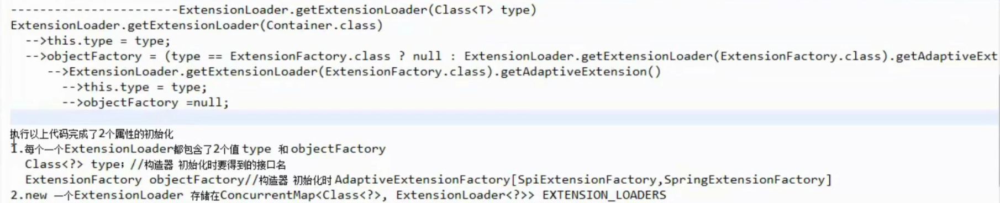 -----------------------ExtensionLoader.getExtensionLoader(Class<T> type)
ExtensionLoader.getExtensionLoader(Container.class)
-->this.type = type;
-->objectFactory = (type == ExtensionFactory.class ? null : ExtensionLoader.getExtensionLoader(ExtensionFactory.class).getAdaptiveExt
-->ExtensionLoader.getExtensionLoader(ExtensionFactory.class).getAdaptiveExtension()
-->this.type = type;
-->objectFactory =null;
执行以上代码完成了2个属性的初始化
1.每个一个ExtensionLoader都包含了2个值 type 和 objectFactory
Class<?> type；//构造器 初始化时要得到的接口名
ExtensionFactory objectFactory//构造器 初始化时 AdaptiveExtensionFactory[SpiExtensionFactory,SpringExtensionFactory]
2.new 一个ExtensionLoader 存储在ConcurrentMap<Class<?>, ExtensionLoader<?>> EXTENSION_LOADERS